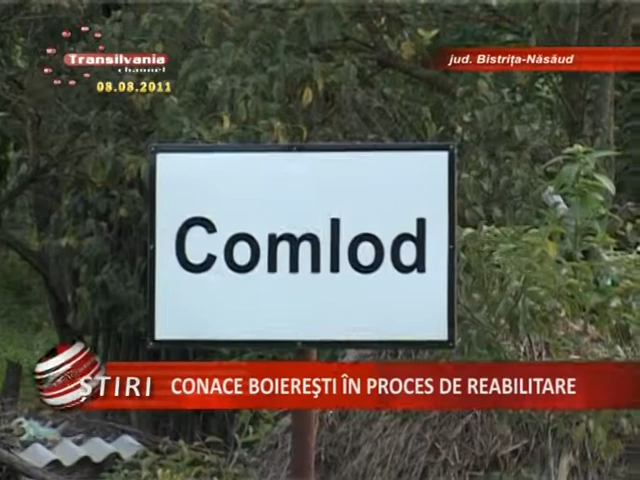 Transilvania
channel
08.08.2011
jud. Bistrița-Năsăud
Comlod
ȘTIRI
CONACE BOIEREȘTI ÎN PROCES DE REABILITARE